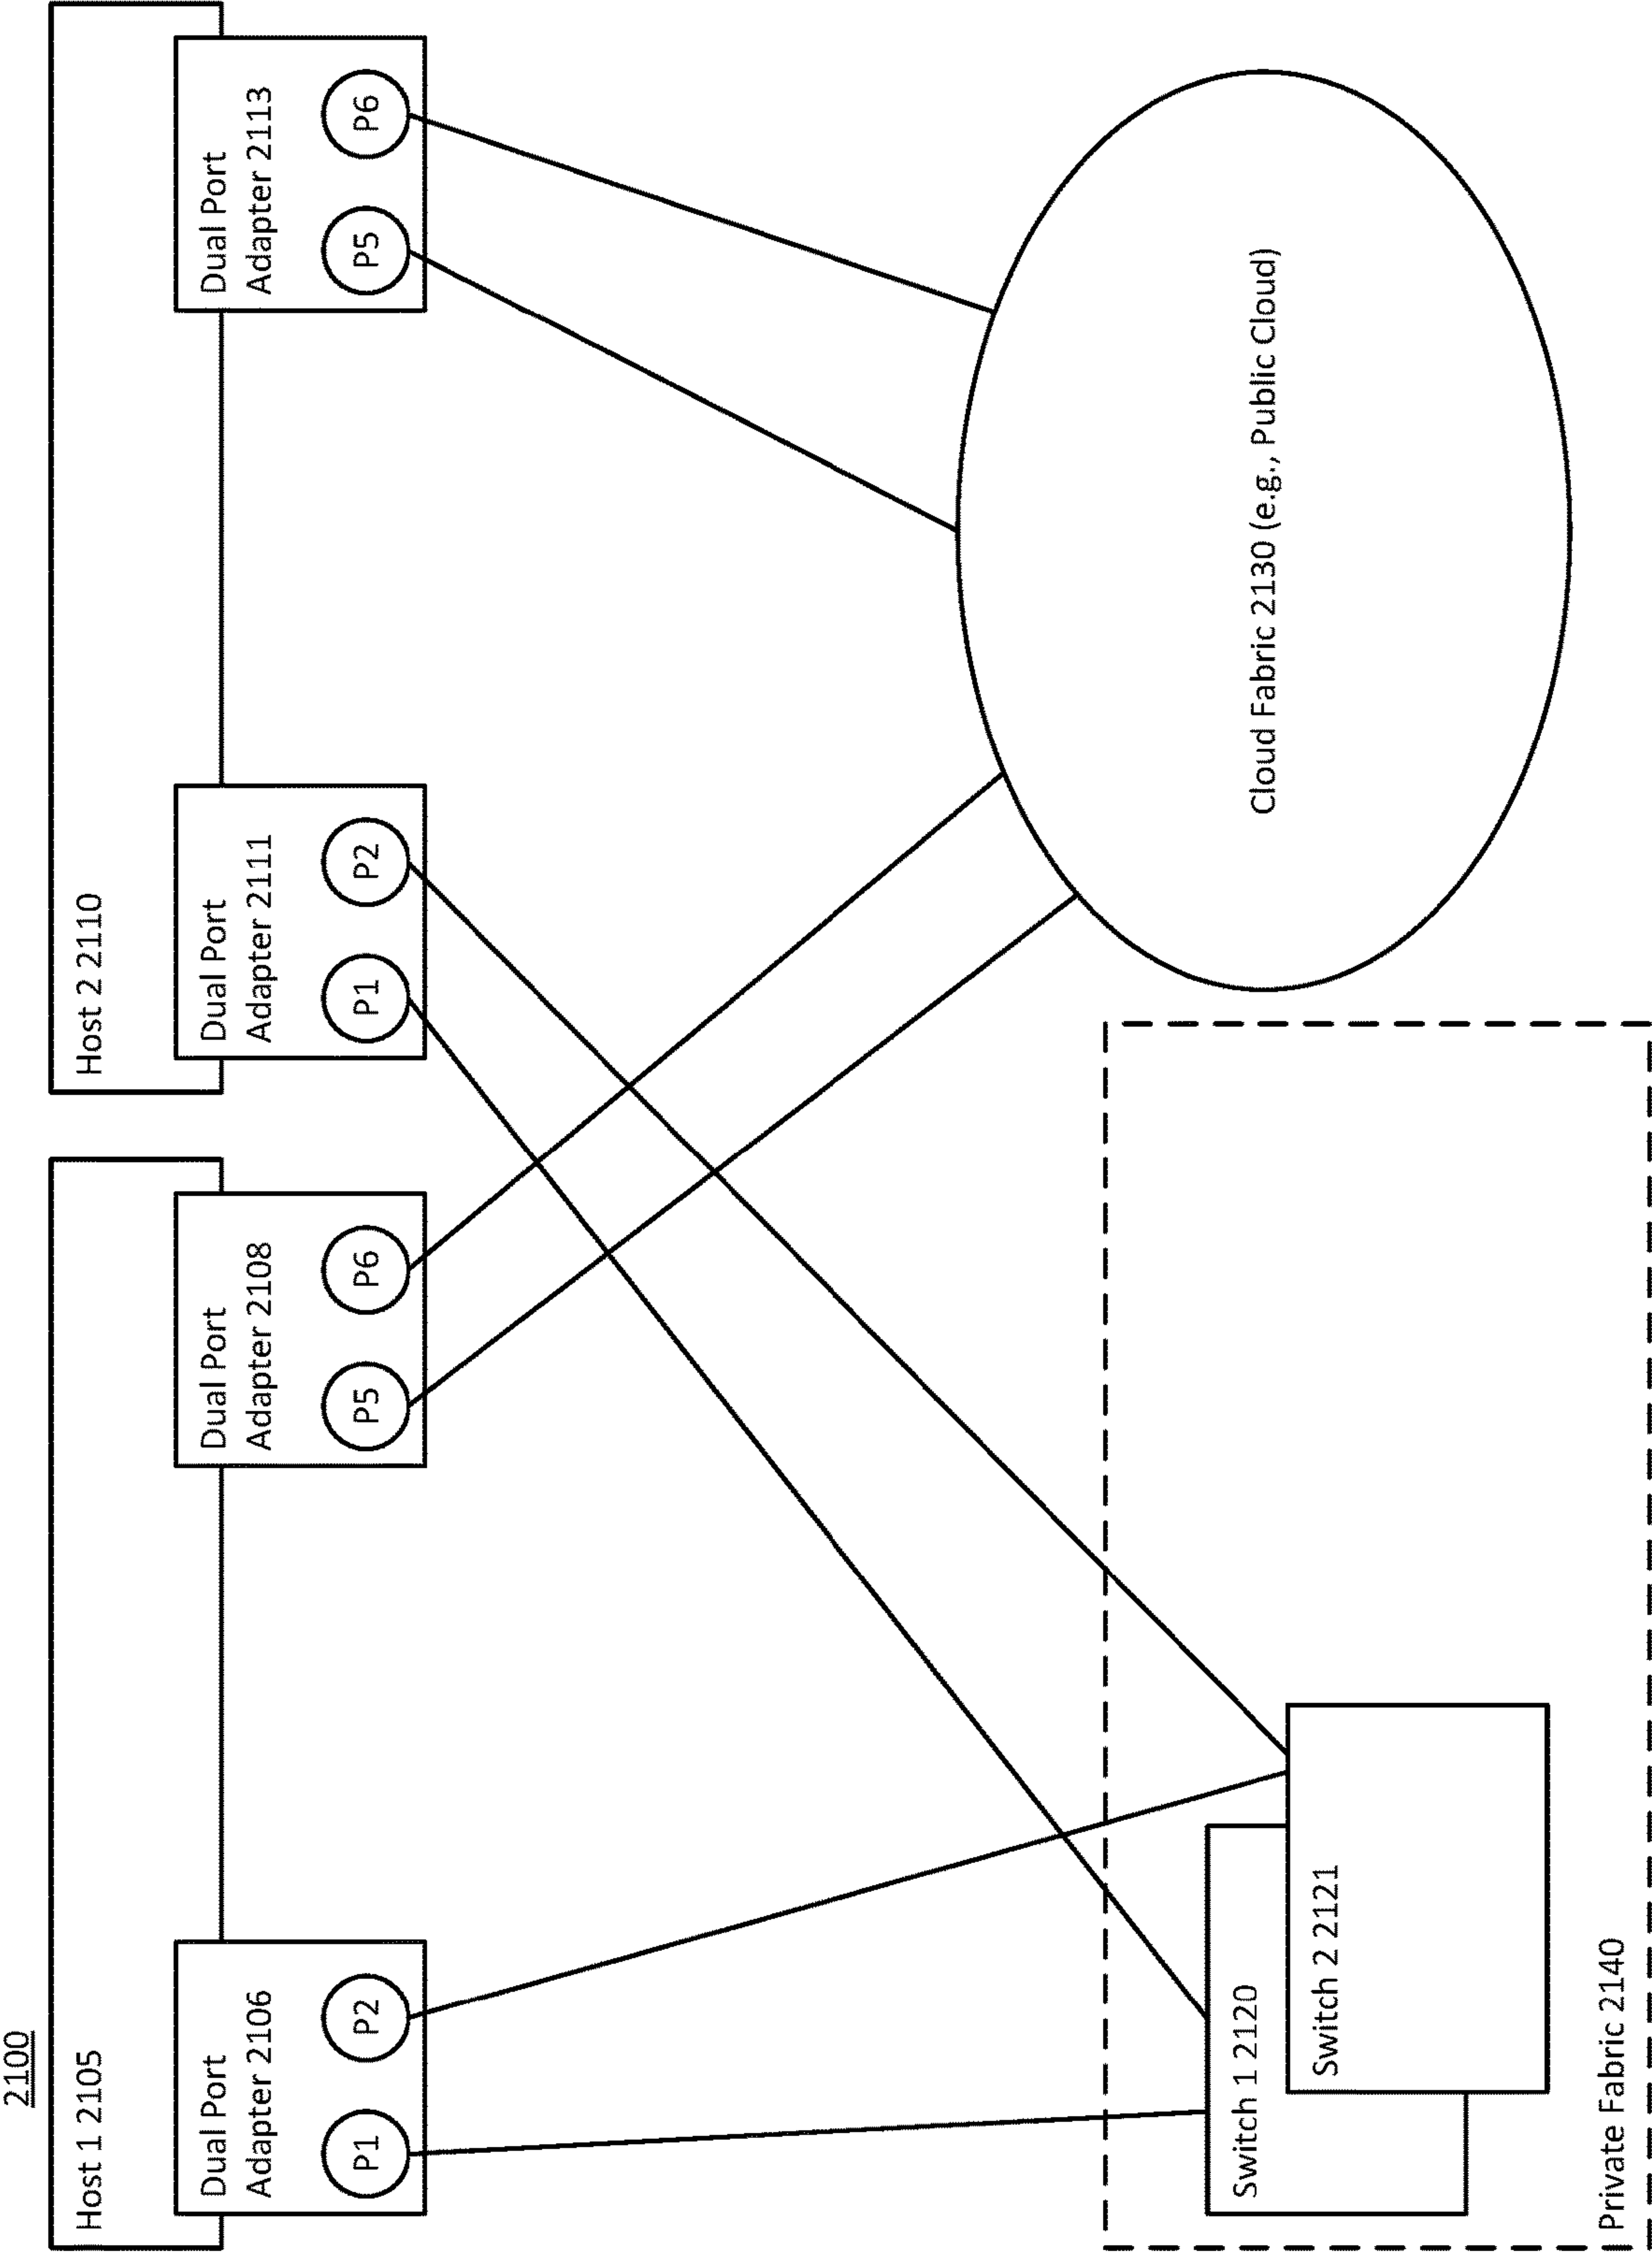 2100
Host 1 2105
Dual Port
Adapter 2106
P1
P2
Dual Port
Adapter 2108
P5
P6
Host 2 2110
Dual Port
Adapter 2111
P1
P2
Dual Port
Adapter 2113
P5
P6
Switch 1 2120
Switch 2 2121
Private Fabric 2140
Cloud Fabric 2130 (e.g., Public Cloud)